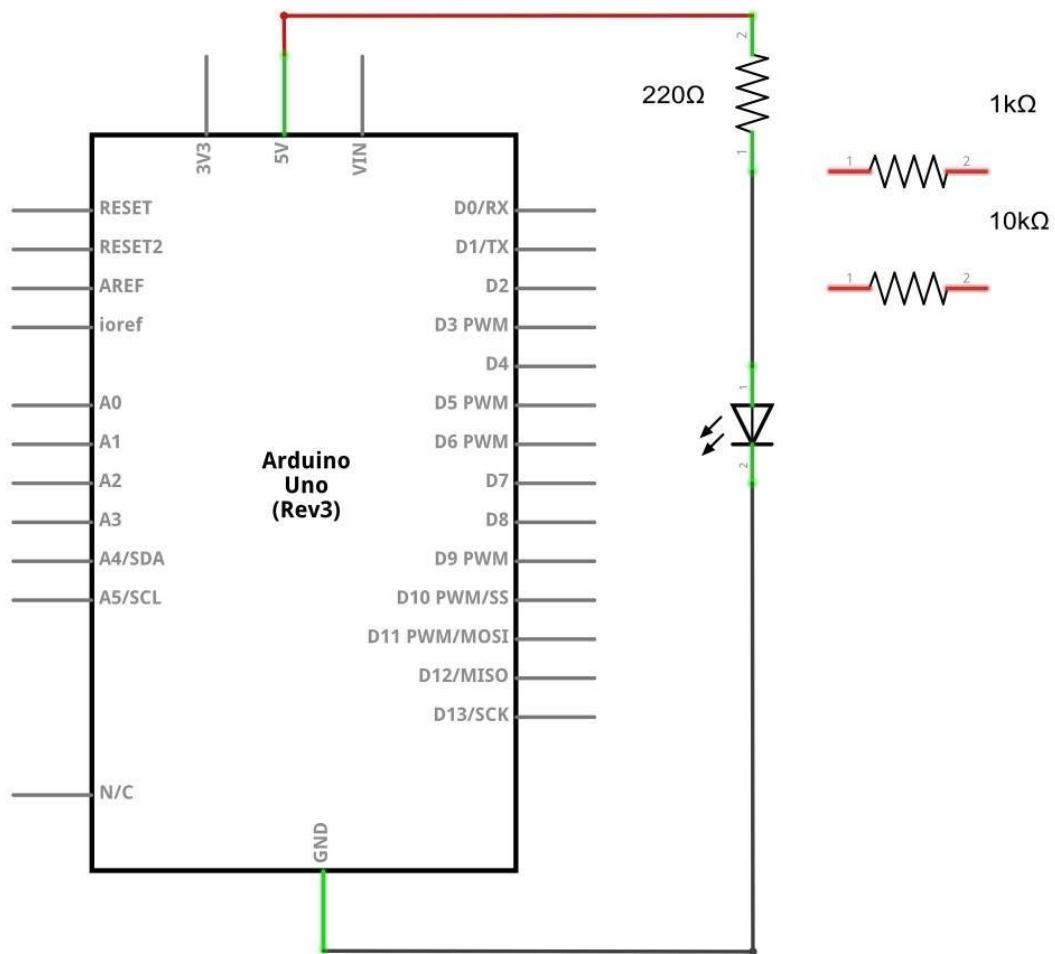 2
220Ω
1kΩ
1
1 2
10kΩ
1 2
3V3
5V
VIN
RESET
D0/RX
RESET2
D1/TX
AREF
D2
ioref
D3 PWM
D4
1
A0
D5 PWM
A1
D6 PWM
2
A2
D7
A3
D8
Arduino
Uno
(Rev3)
A4/SDA
D9 PWM
A5/SCL
D10 PWM/SS
D11 PWM/MOSI
D12/MISO
D13/SCK
N/C
GND